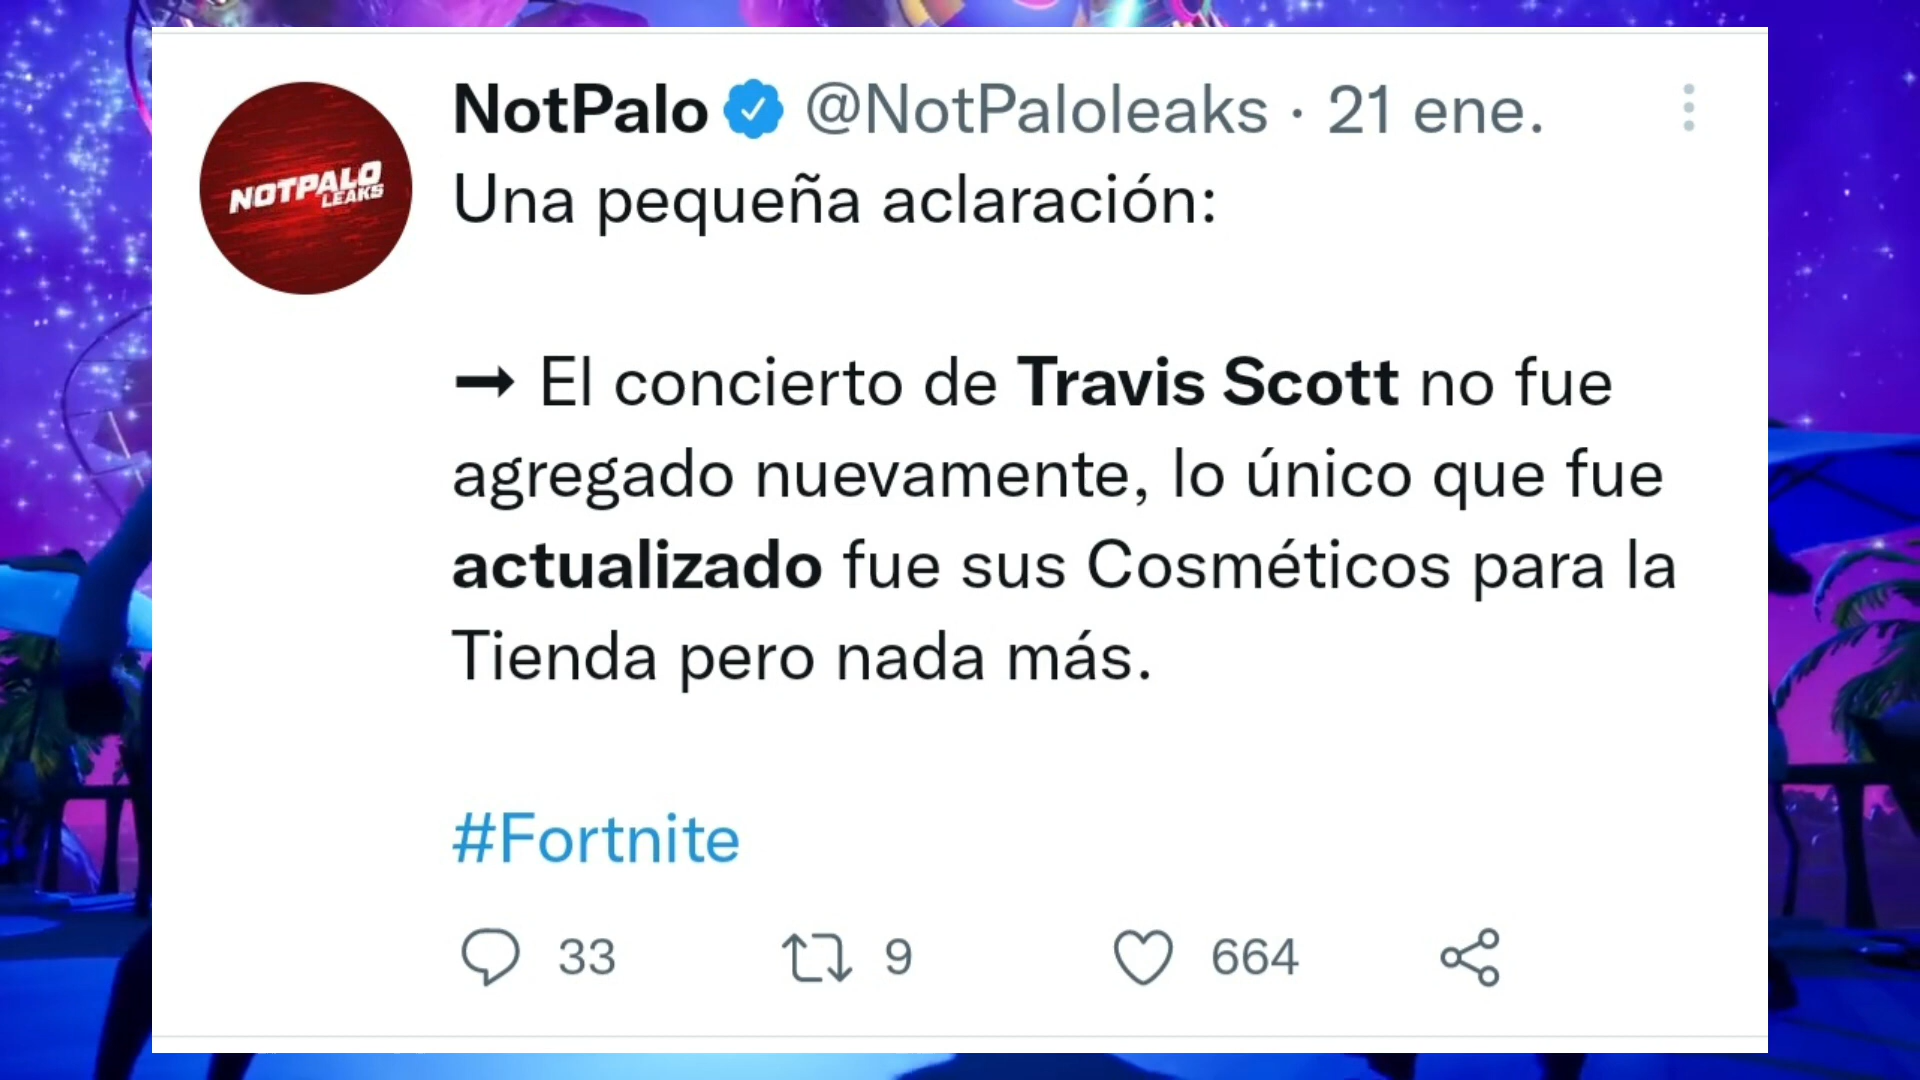 NOTPALO
LEAKS
NotPalo @NotPaloleaks · 21 ene.
Una pequeña aclaración:
➞ El concierto de Travis Scott no fue
agregado nuevamente, lo único que fue
actualizado fue sus Cosméticos para la
Tienda pero nada más.
#Fortnite
33 9 664